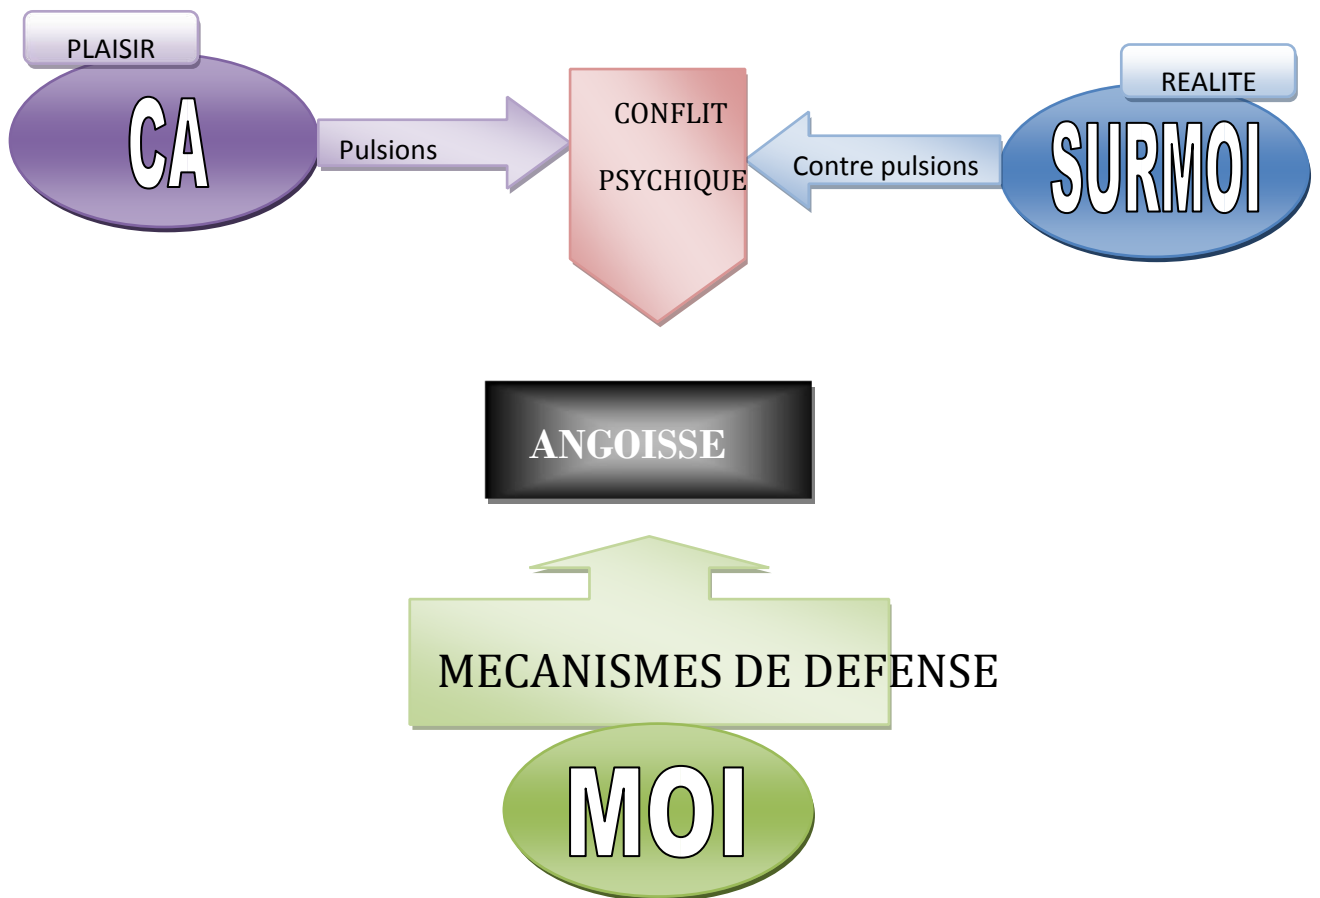 PLAISIR
CA
Pulsions
CONFLIT
PSYCHIQUE
Contre pulsions
REALITE
SURMOI
ANGOISSE
MECANISMES DE DEFENSE
MOI